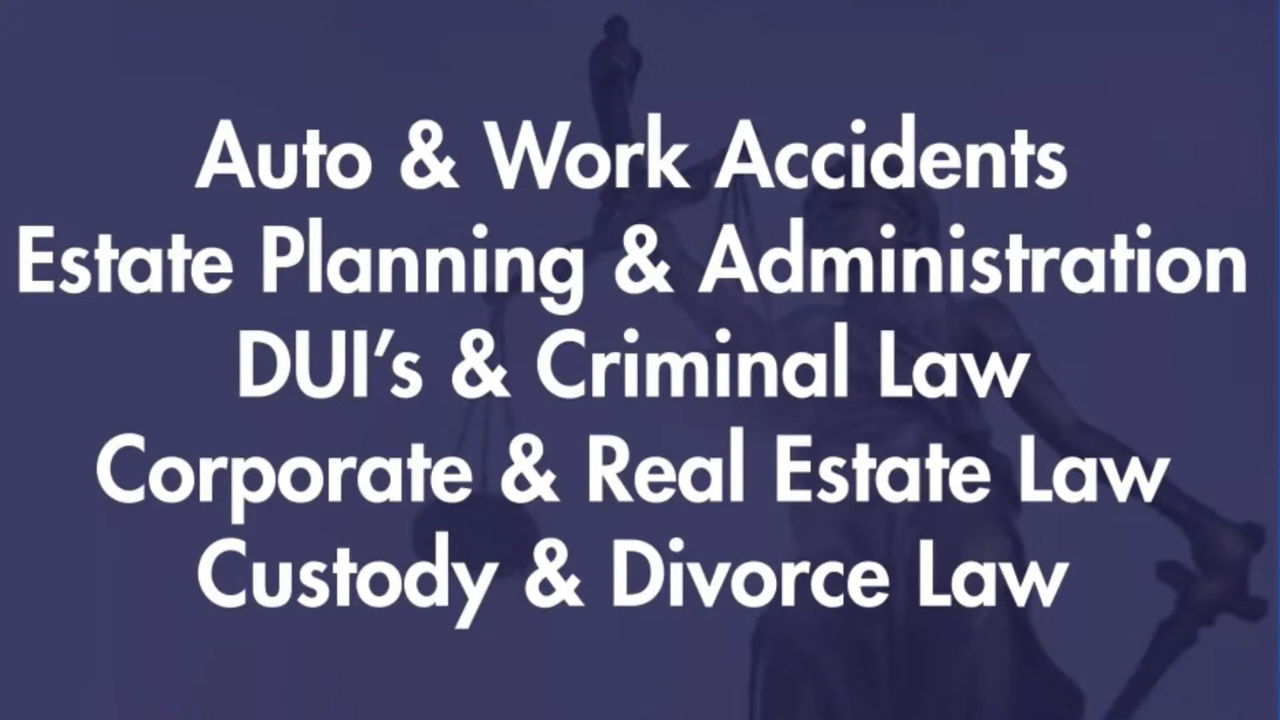 Auto & Work Accidents
Estate Planning & Administration
DUI’s & Criminal Law
Corporate & Real Estate Law
Custody & Divorce Law